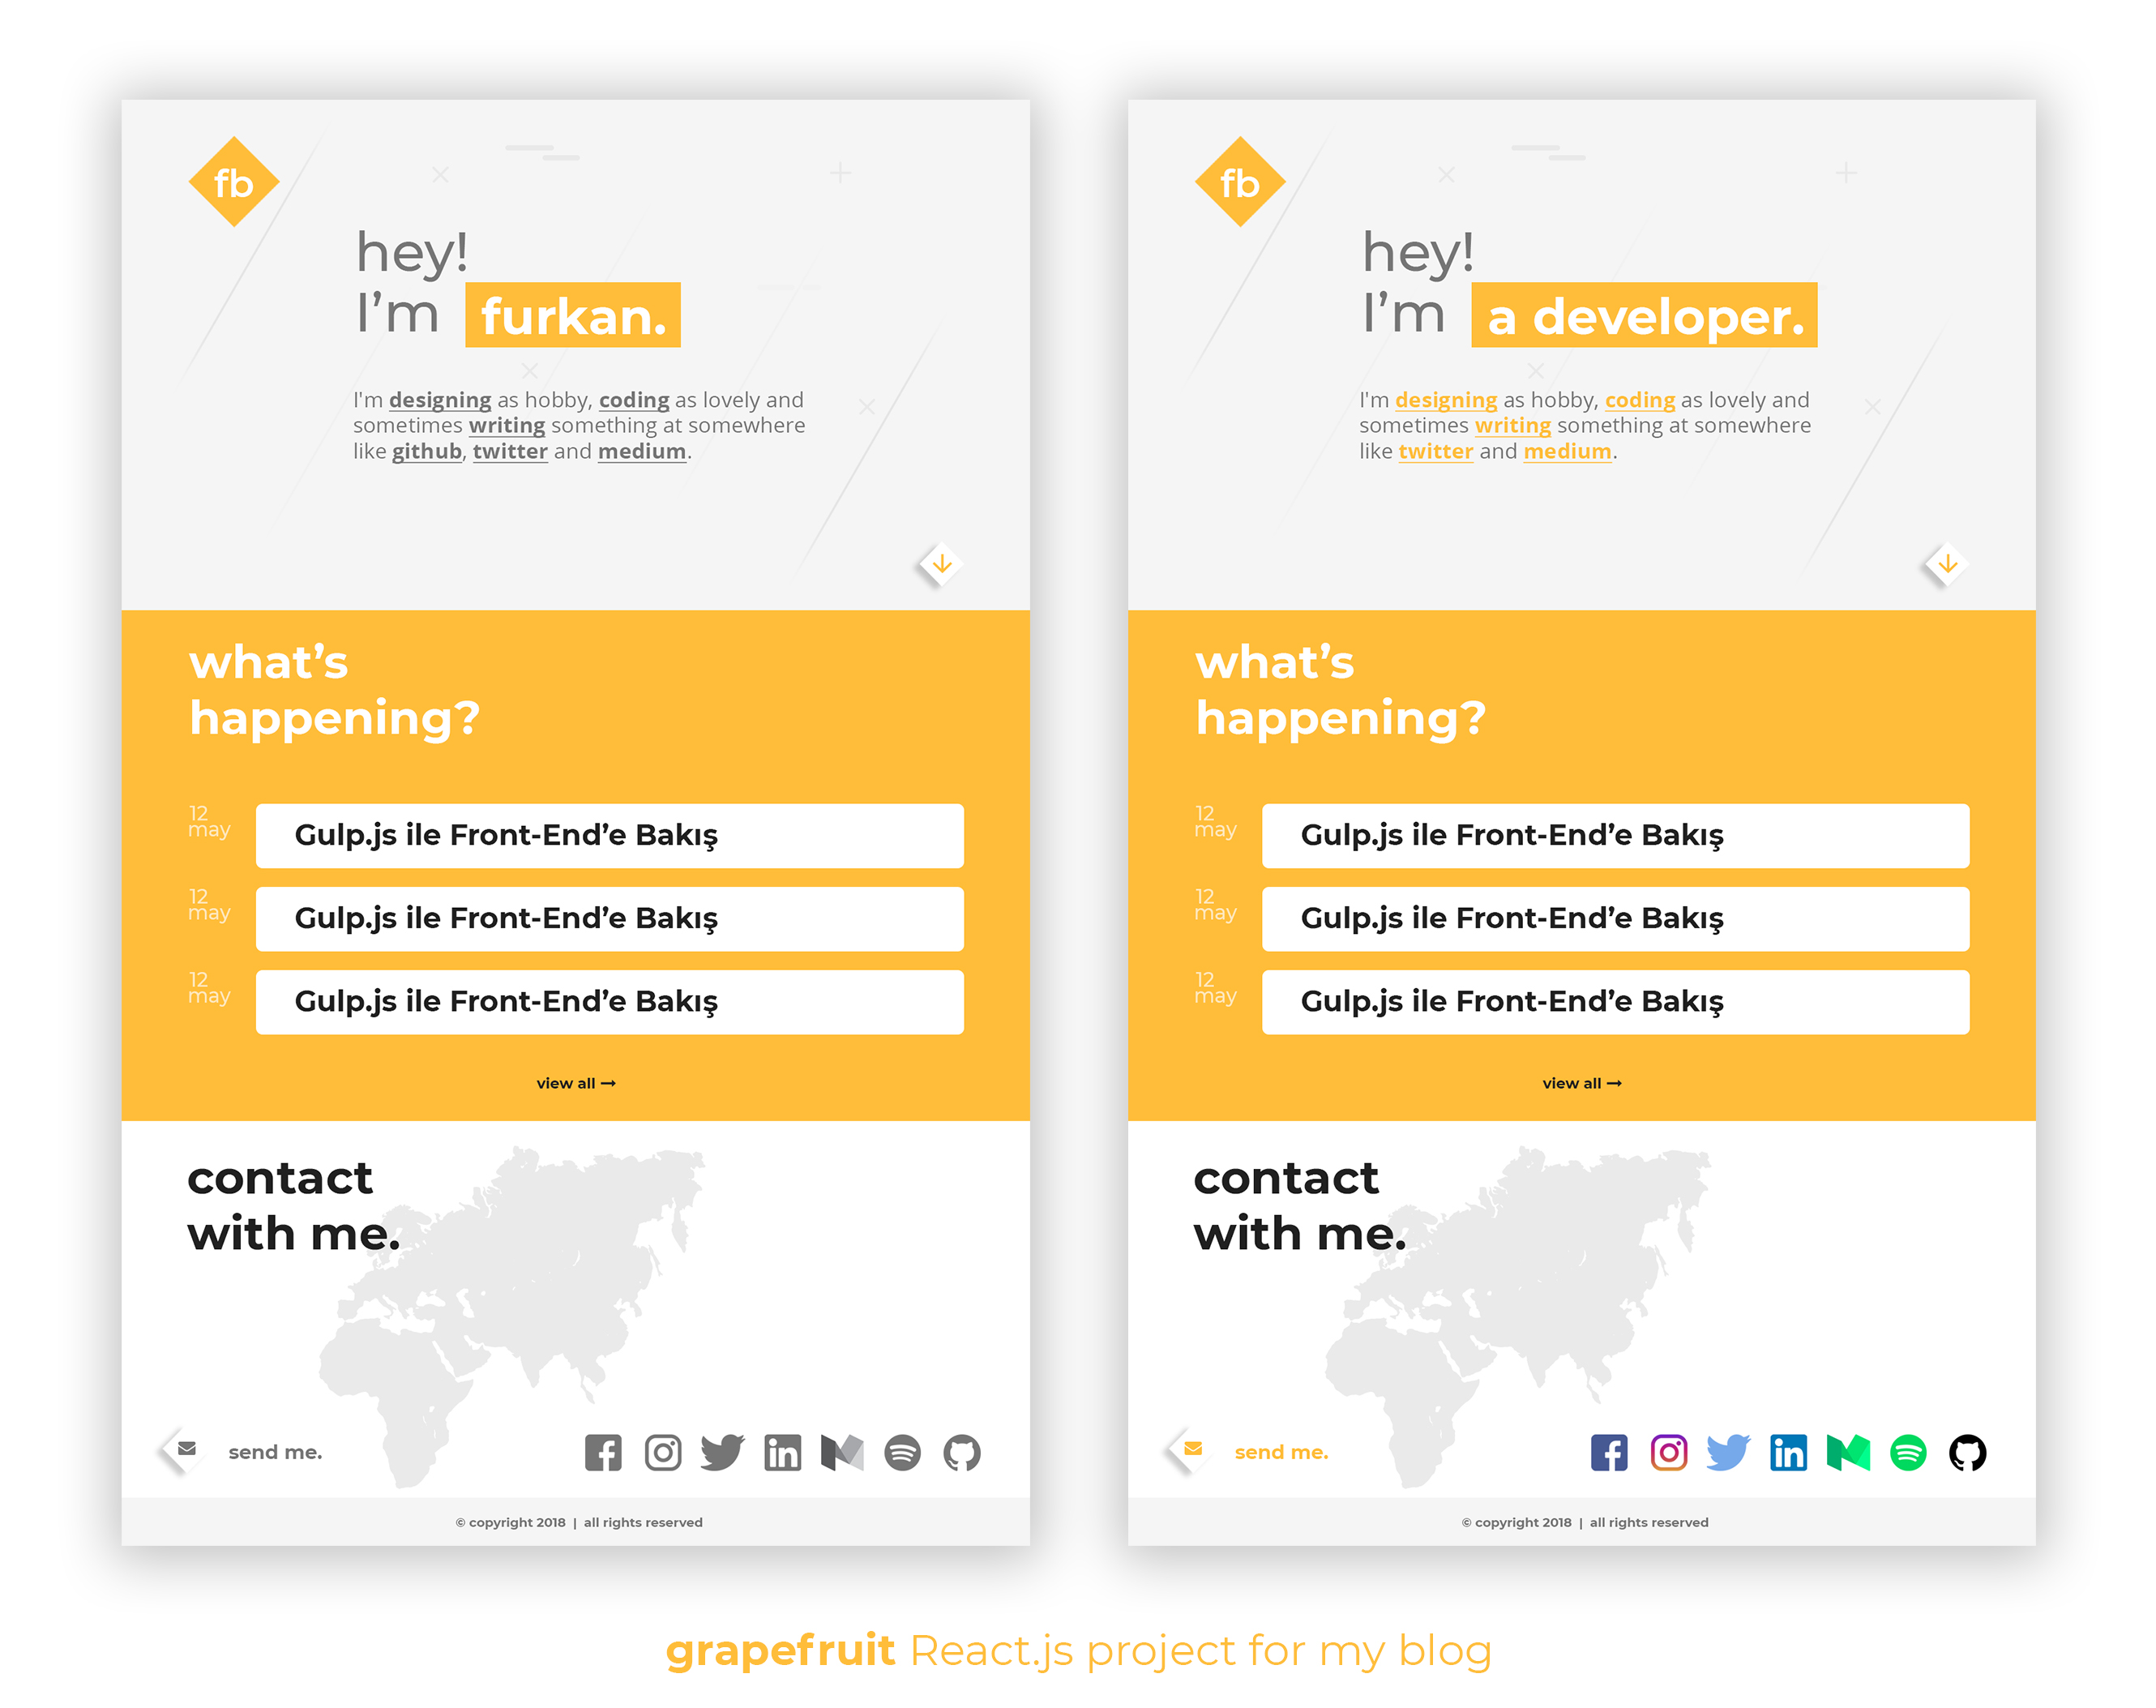 fb
hey!
I’m furkan.
I'm designing as hobby, coding as lovely and
sometimes writing something at somewhere
like github, twitter and medium.
what’s
happening?
12
may
Gulp.js ile Front-End’e Bakış
12
may
Gulp.js ile Front-End’e Bakış
12
may
Gulp.js ile Front-End’e Bakış
view all →
contact
with me.
send me.
© copyright 2018 | all rights reserved
fb
hey!
I’m a developer.
I'm designing as hobby, coding as lovely and
sometimes writing something at somewhere
like twitter and medium.
what’s
happening?
12
may
Gulp.js ile Front-End’e Bakış
12
may
Gulp.js ile Front-End’e Bakış
12
may
Gulp.js ile Front-End’e Bakış
view all →
contact
with me.
send me.
© copyright 2018 | all rights reserved
grapefruit React.js project for my blog